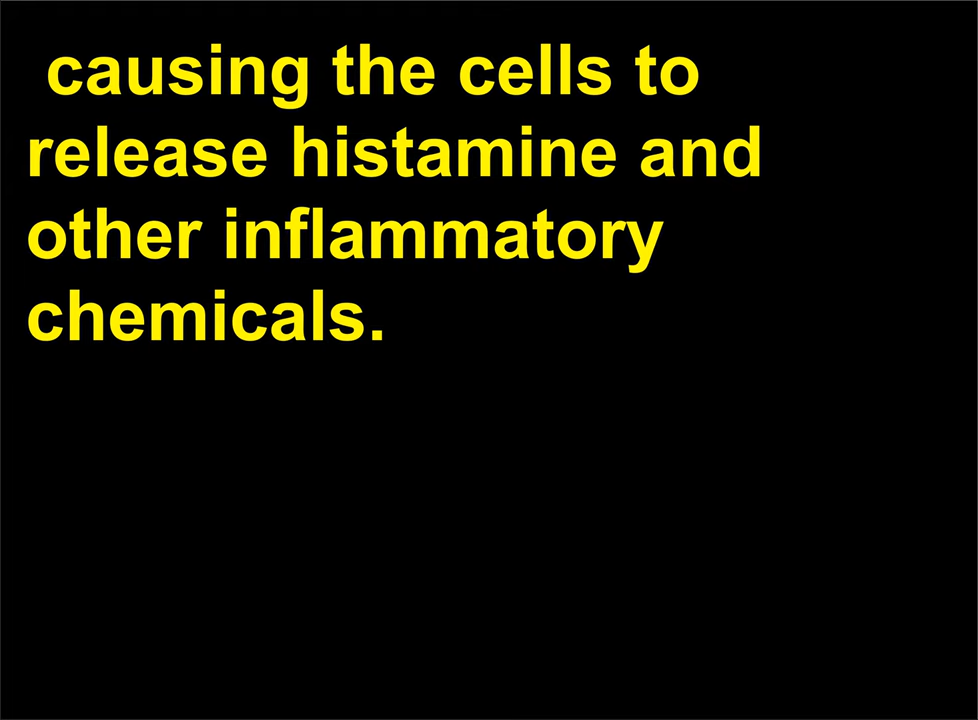 causing the cells to
release histamine and
other inflammatory
chemicals.